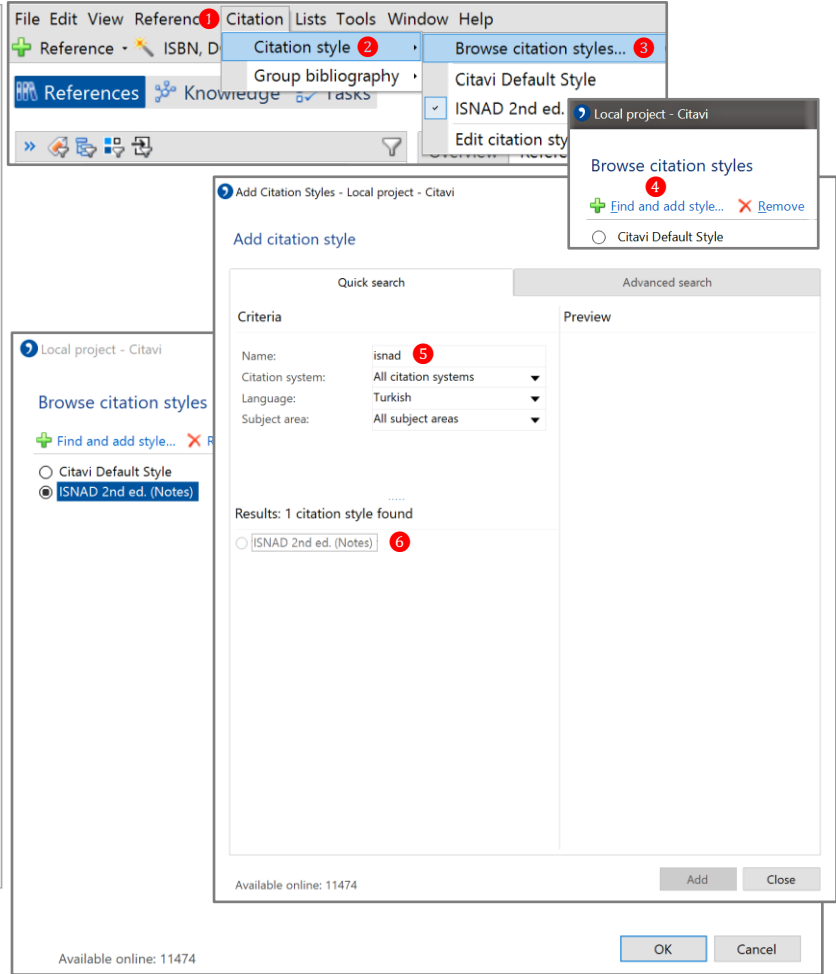 File Edit View Referenc 1 Citation Lists Tools Window Help
Reference ISBN, D
Citation style 2
Browse citation styles... 3
Group bibliography
Citavi Default Style
References Knowledge Tasks
ISNAD 2nd ed.
Edit citation sty
Overview
Local project - Citavi
Browse citation styles
4
Find and add style... Remove
Citavi Default Style
Add Citation Styles - Local project - Citavi
Add citation style
Quick search Advanced search
Criteria Preview
Name: isnad 5
Citation system: All citation systems
Language: Turkish
Subject area: All subject areas
.....
Results: 1 citation style found
ISNAD 2nd ed. (Notes) 6
Available online: 11474
Add Close
Local project - Citavi
Browse citation styles
Find and add style... R
Citavi Default Style
ISNAD 2nd ed. (Notes)
Available online: 11474
OK Cancel